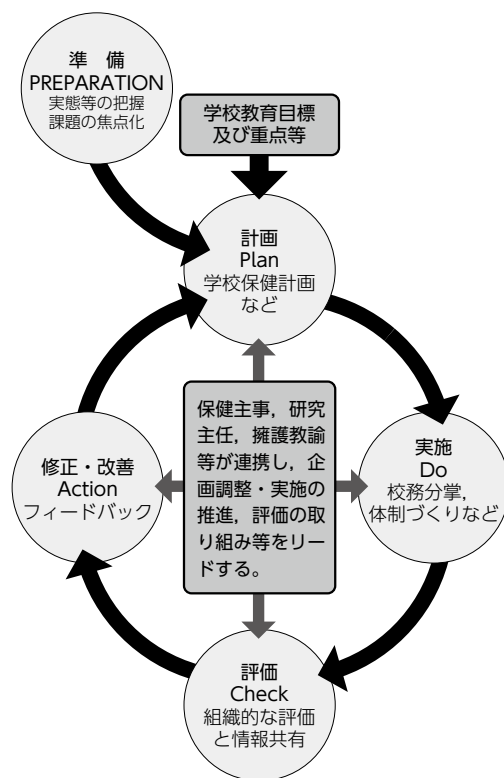 準 備
PREPARATION
実態等の把握
課題の焦点化
学校教育目標
及び重点等
計画
Plan
学校保健計画
など
保健主事，研究
主任，擁護教諭
等が連携し，企
画調整・実施の
推進，評価の取
り組み等をリー
ドする。
修正・改善
Action
フィードバック
実施
Do
校務分掌，
体制づくりなど
評価
Check
組織的な評価
と情報共有